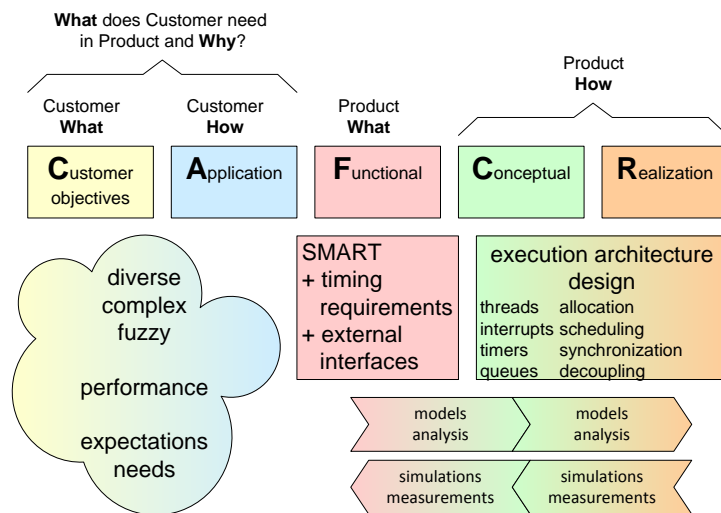 What does Customer need
in Product and Why?
Product
How
Customer
What
Customer
How
Product
What
Customer
objectives
Application
Functional
Conceptual
Realization
diverse
complex
fuzzy
performance
expectations
needs
SMART
+ timing
requirements
+ external
interfaces
execution architecture
design
threads allocation
interrupts scheduling
timers synchronization
queues decoupling
models
analysis
models
analysis
simulations
measurements
simulations
measurements